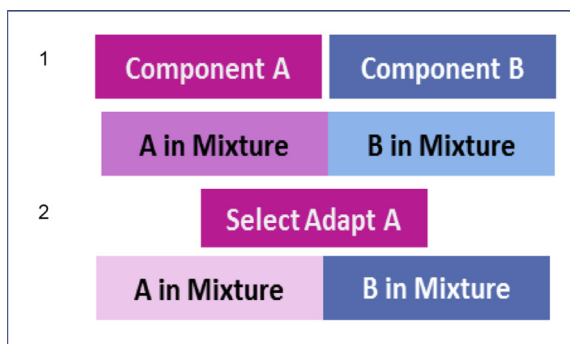 1
Component A Component B
A in Mixture B in Mixture
2
Select Adapt A
A in Mixture B in Mixture